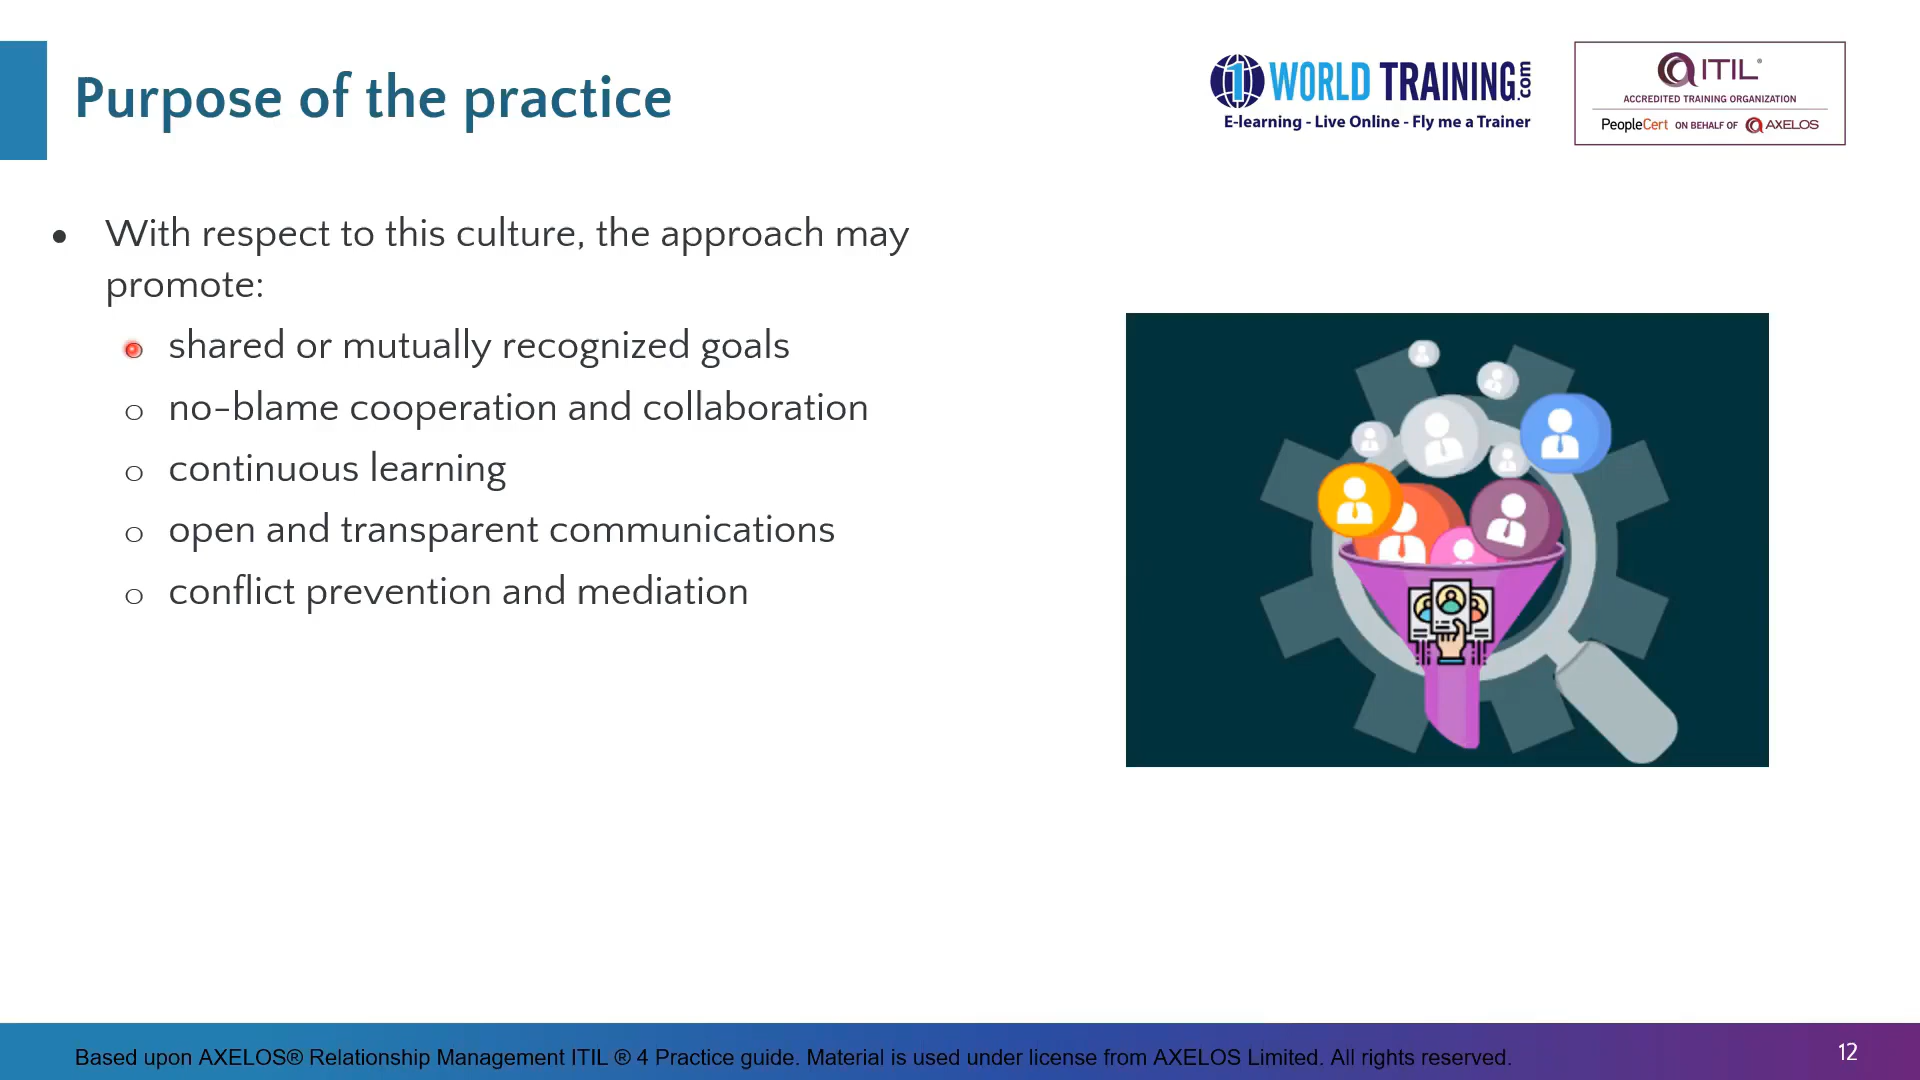 Purpose of the practice
1 WORLD TRAINING.com
E-learning - Live Online - Fly me a Trainer
ITIL®
ACCREDITED TRAINING ORGANIZATION
PeopleCert ON BEHALF OF AXELOS
• With respect to this culture, the approach may
promote:
o shared or mutually recognized goals
o no-blame cooperation and collaboration
o continuous learning
o open and transparent communications
o conflict prevention and mediation
Based upon AXELOS® Relationship Management ITIL ® 4 Practice guide. Material is used under license from AXELOS Limited. All rights reserved.
12